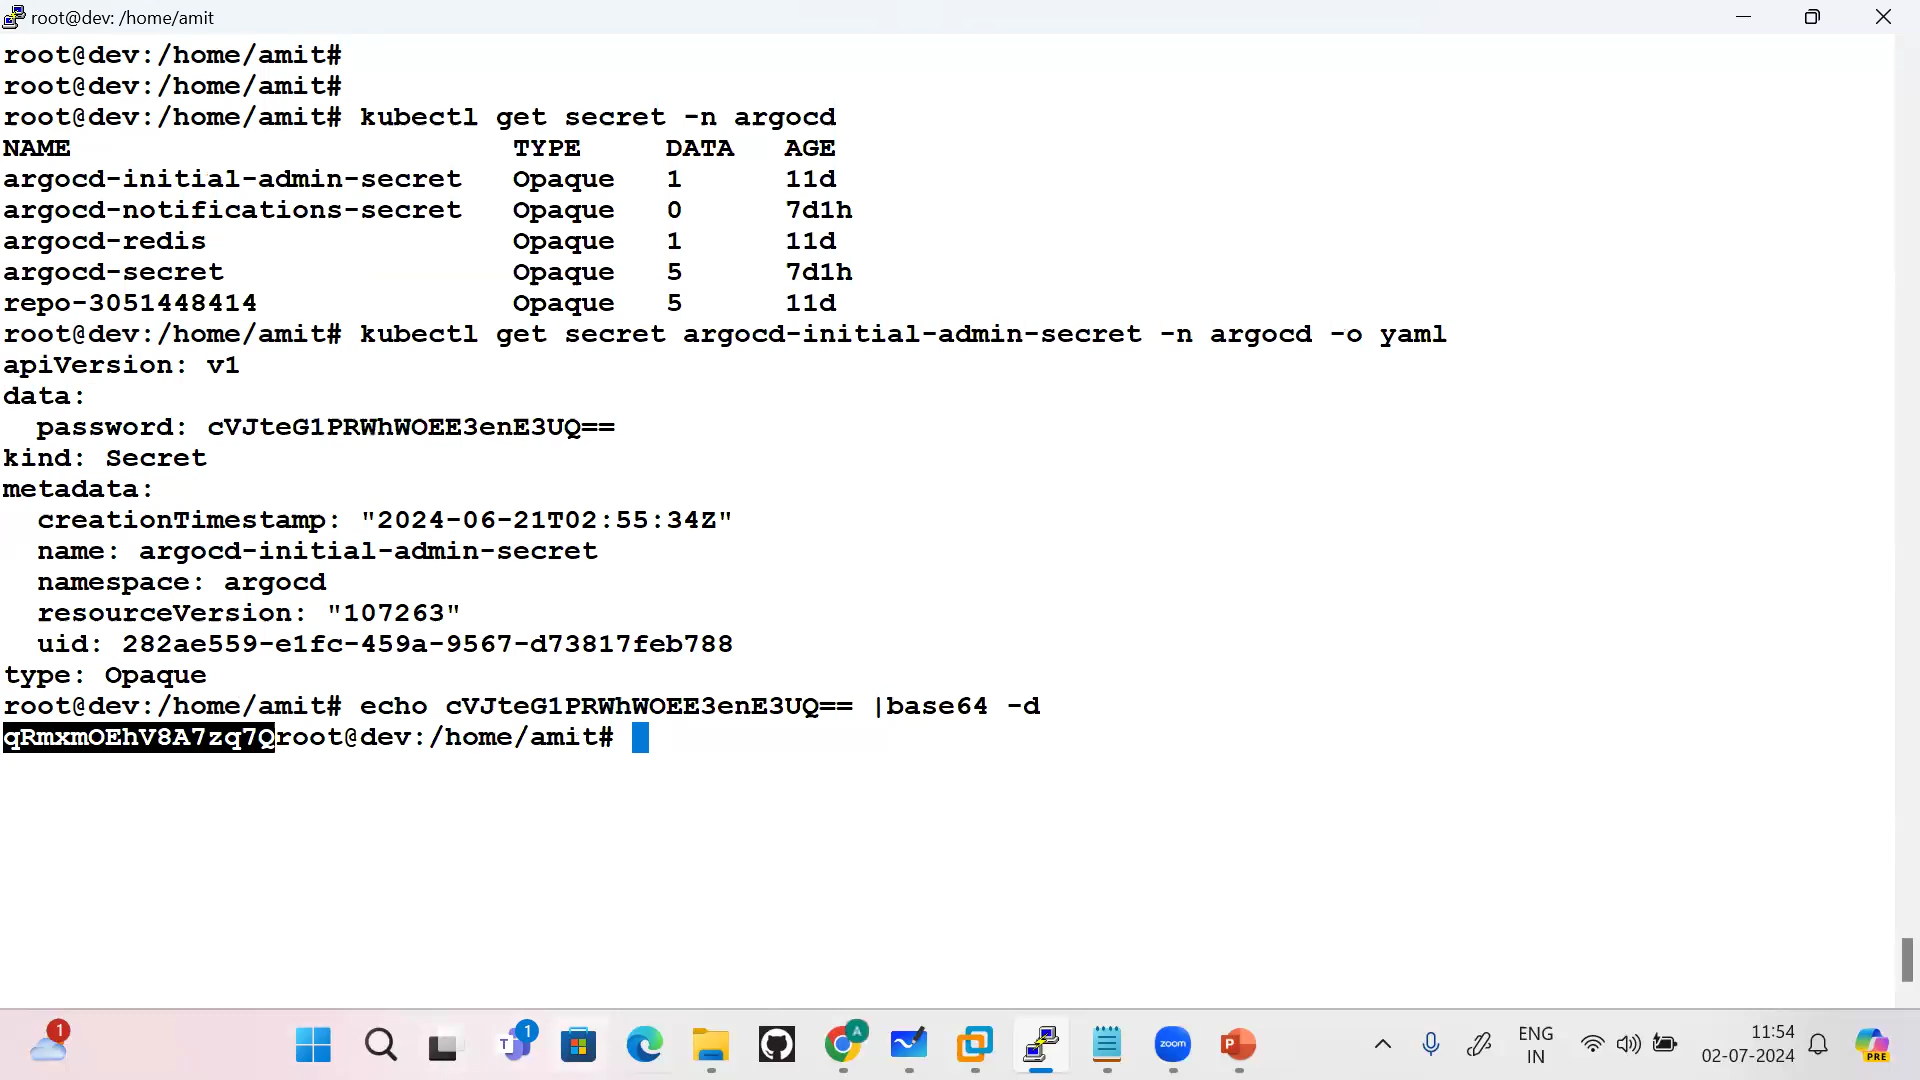 root@dev: /home/amit
root@dev:/home/amit#
root@dev:/home/amit#
root@dev:/home/amit# kubectl get secret -n argocd
NAME TYPE DATA AGE
argocd-initial-admin-secret Opaque 1 11d
argocd-notifications-secret Opaque 0 7d1h
argocd-redis Opaque 1 11d
argocd-secret Opaque 5 7d1h
repo-3051448414 Opaque 5 11d
root@dev:/home/amit# kubectl get secret argocd-initial-admin-secret -n argocd -o yaml
apiVersion: v1
data:
  password: cVJteG1PRWhWOEE3enE3UQ==
kind: Secret
metadata:
  creationTimestamp: "2024-06-21T02:55:34Z"
  name: argocd-initial-admin-secret
  namespace: argocd
  resourceVersion: "107263"
  uid: 282ae559-e1fc-459a-9567-d73817feb788
type: Opaque
root@dev:/home/amit# echo cVJteG1PRWhWOEE3enE3UQ== |base64 -d
qRmxmOEhV8A7zq7Qroot@dev:/home/amit#
1
T 1
A
zoom
P
ENG
IN
11:54
02-07-2024
PRE